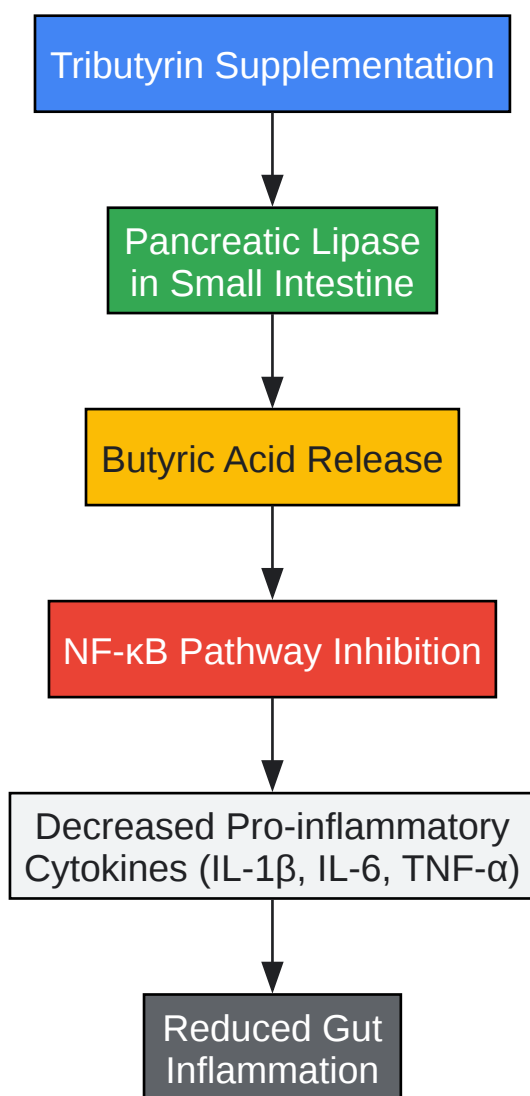 Tributyrin Supplementation
Pancreatic Lipase
in Small Intestine
Butyric Acid Release
NF-κB Pathway Inhibition
Decreased Pro-inflammatory
Cytokines (IL-1β, IL-6, TNF-α)
Reduced Gut
Inflammation